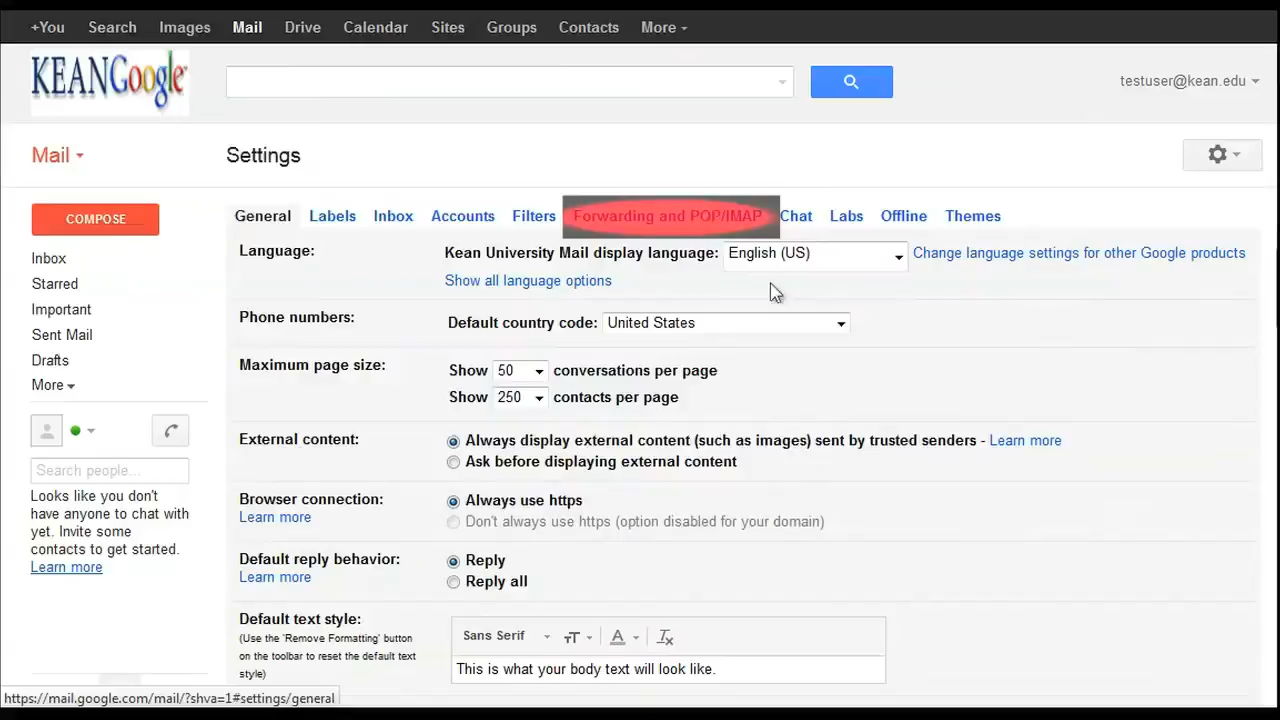 +You Search Images Mail Drive Calendar Sites Groups Contacts More
KEANGoogle
testuser@kean.edu
Mail
Settings
COMPOSE
General Labels Inbox Accounts Filters Forwarding and POP/IMAP Chat Labs Offline Themes
Inbox
Starred
Important
Sent Mail
Drafts
More
Search people...
Looks like you don't
have anyone to chat with
yet. Invite some
contacts to get started.
Learn more
Language:
Kean University Mail display language: English (US) Change language settings for other Google products
Show all language options
Phone numbers:
Default country code: United States
Maximum page size:
Show 50 conversations per page
Show 250 contacts per page
External content:
Always display external content (such as images) sent by trusted senders - Learn more
Ask before displaying external content
Browser connection:
Learn more
Always use https
Don't always use https (option disabled for your domain)
Default reply behavior:
Learn more
Reply
Reply all
Default text style:
(Use the 'Remove Formatting' button
on the toolbar to reset the default text
style)
Sans Serif
This is what your body text will look like.
https://mail.google.com/mail/?shva=1#settings/general